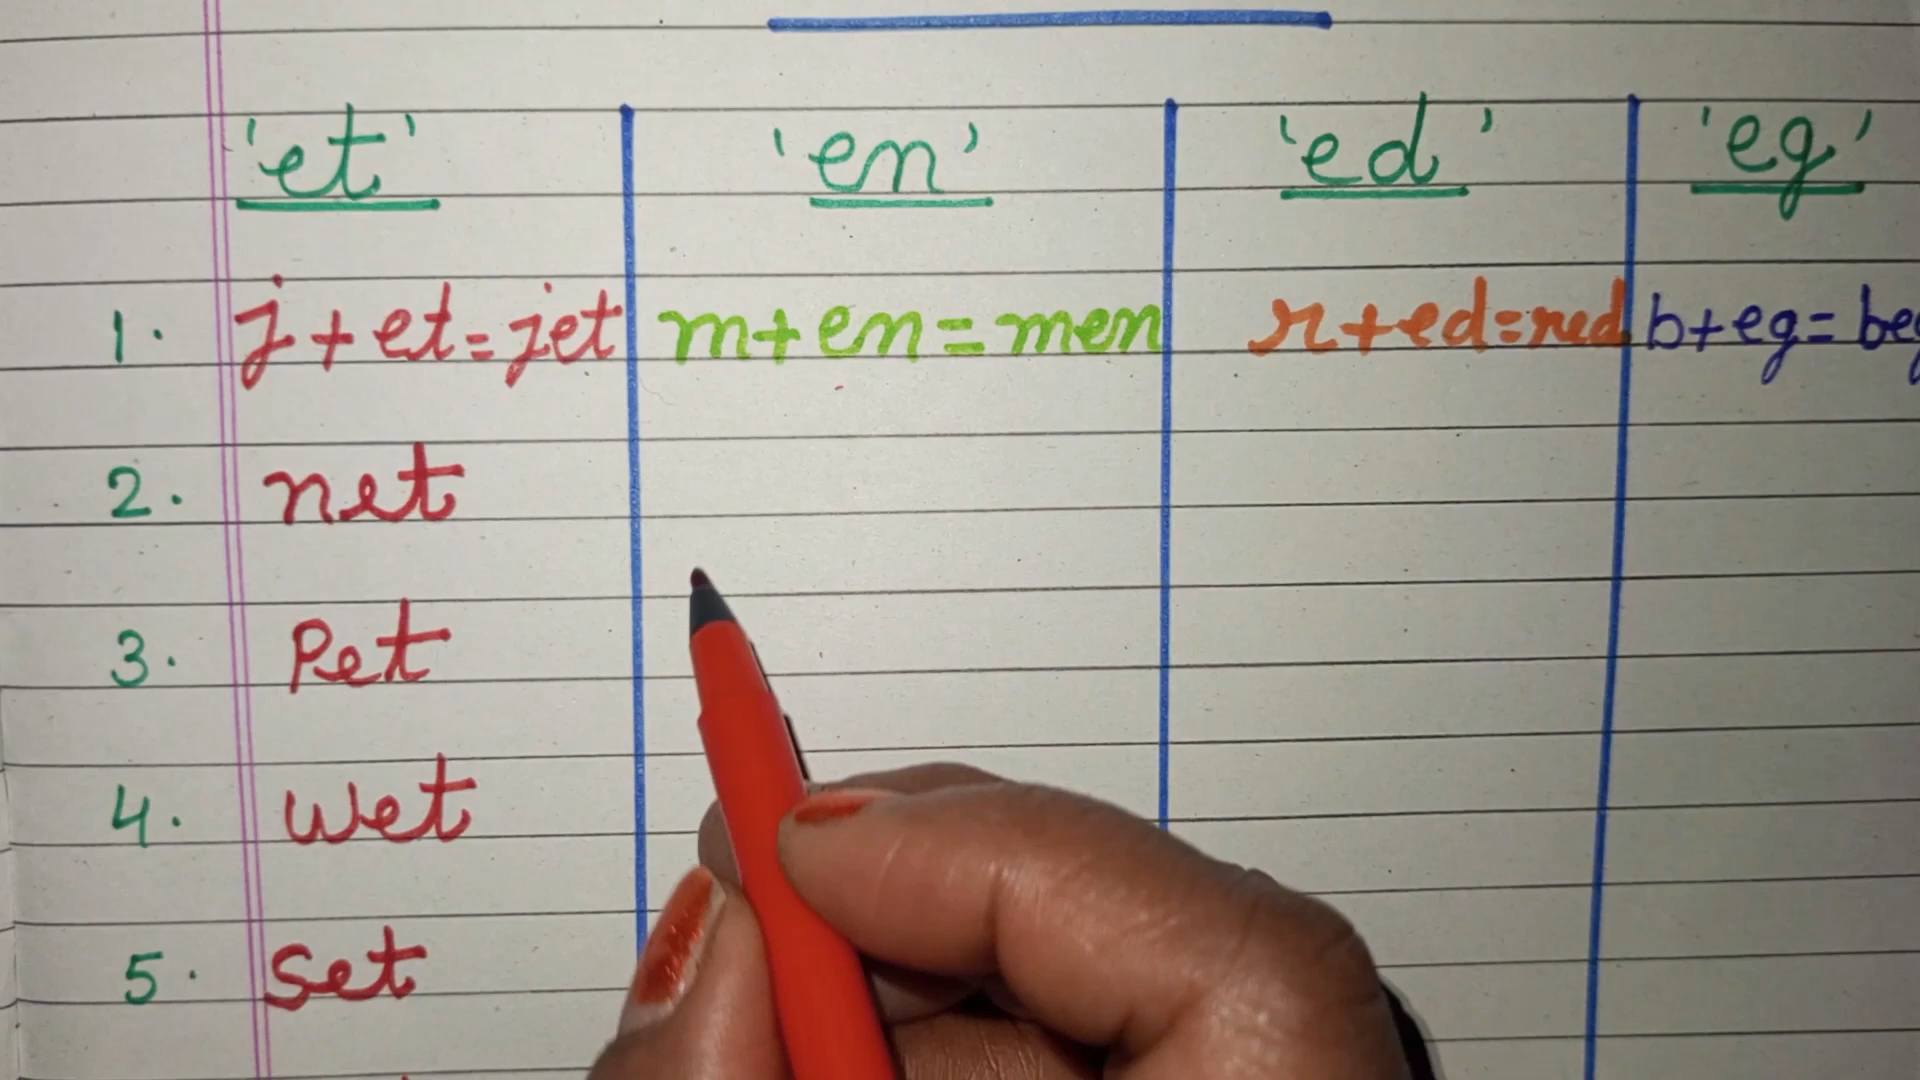 'et' 'en' 'ed' 'eg'
1. j+et=jet m+en=men r+ed=red b+eg=beg
2. net
3. Pet
4. wet
5. set